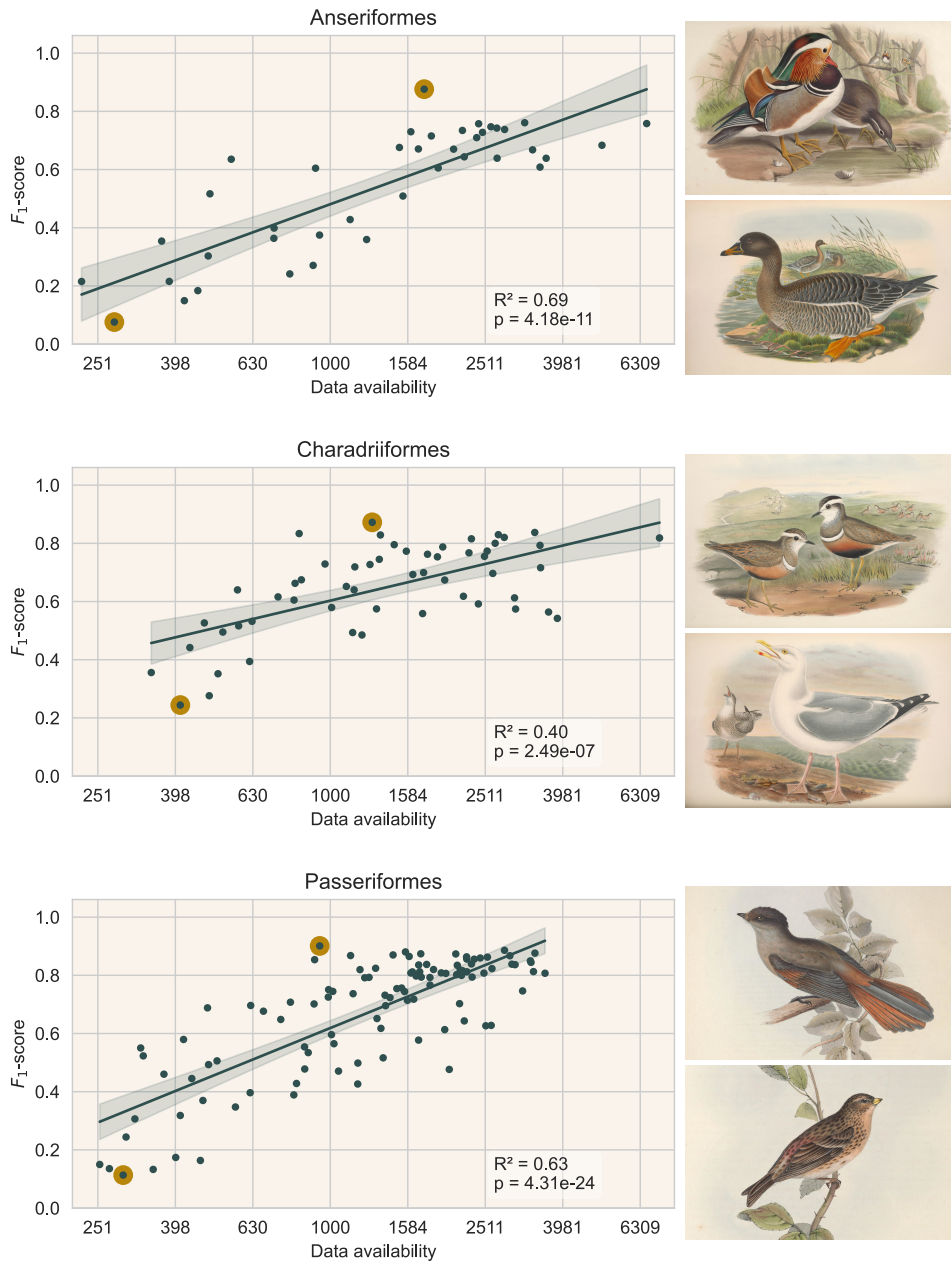 Anseriformes
1.0
0.8
0.6
0.4
0.2
0.0
F₁-score
R² = 0.69
p = 4.18e-11
251 398 630 1000 1584 2511 3981 6309
Data availability
Charadriiformes
1.0
0.8
0.6
0.4
0.2
0.0
F₁-score
R² = 0.40
p = 2.49e-07
251 398 630 1000 1584 2511 3981 6309
Data availability
Passeriformes
1.0
0.8
0.6
0.4
0.2
0.0
F₁-score
R² = 0.63
p = 4.31e-24
251 398 630 1000 1584 2511 3981 6309
Data availability